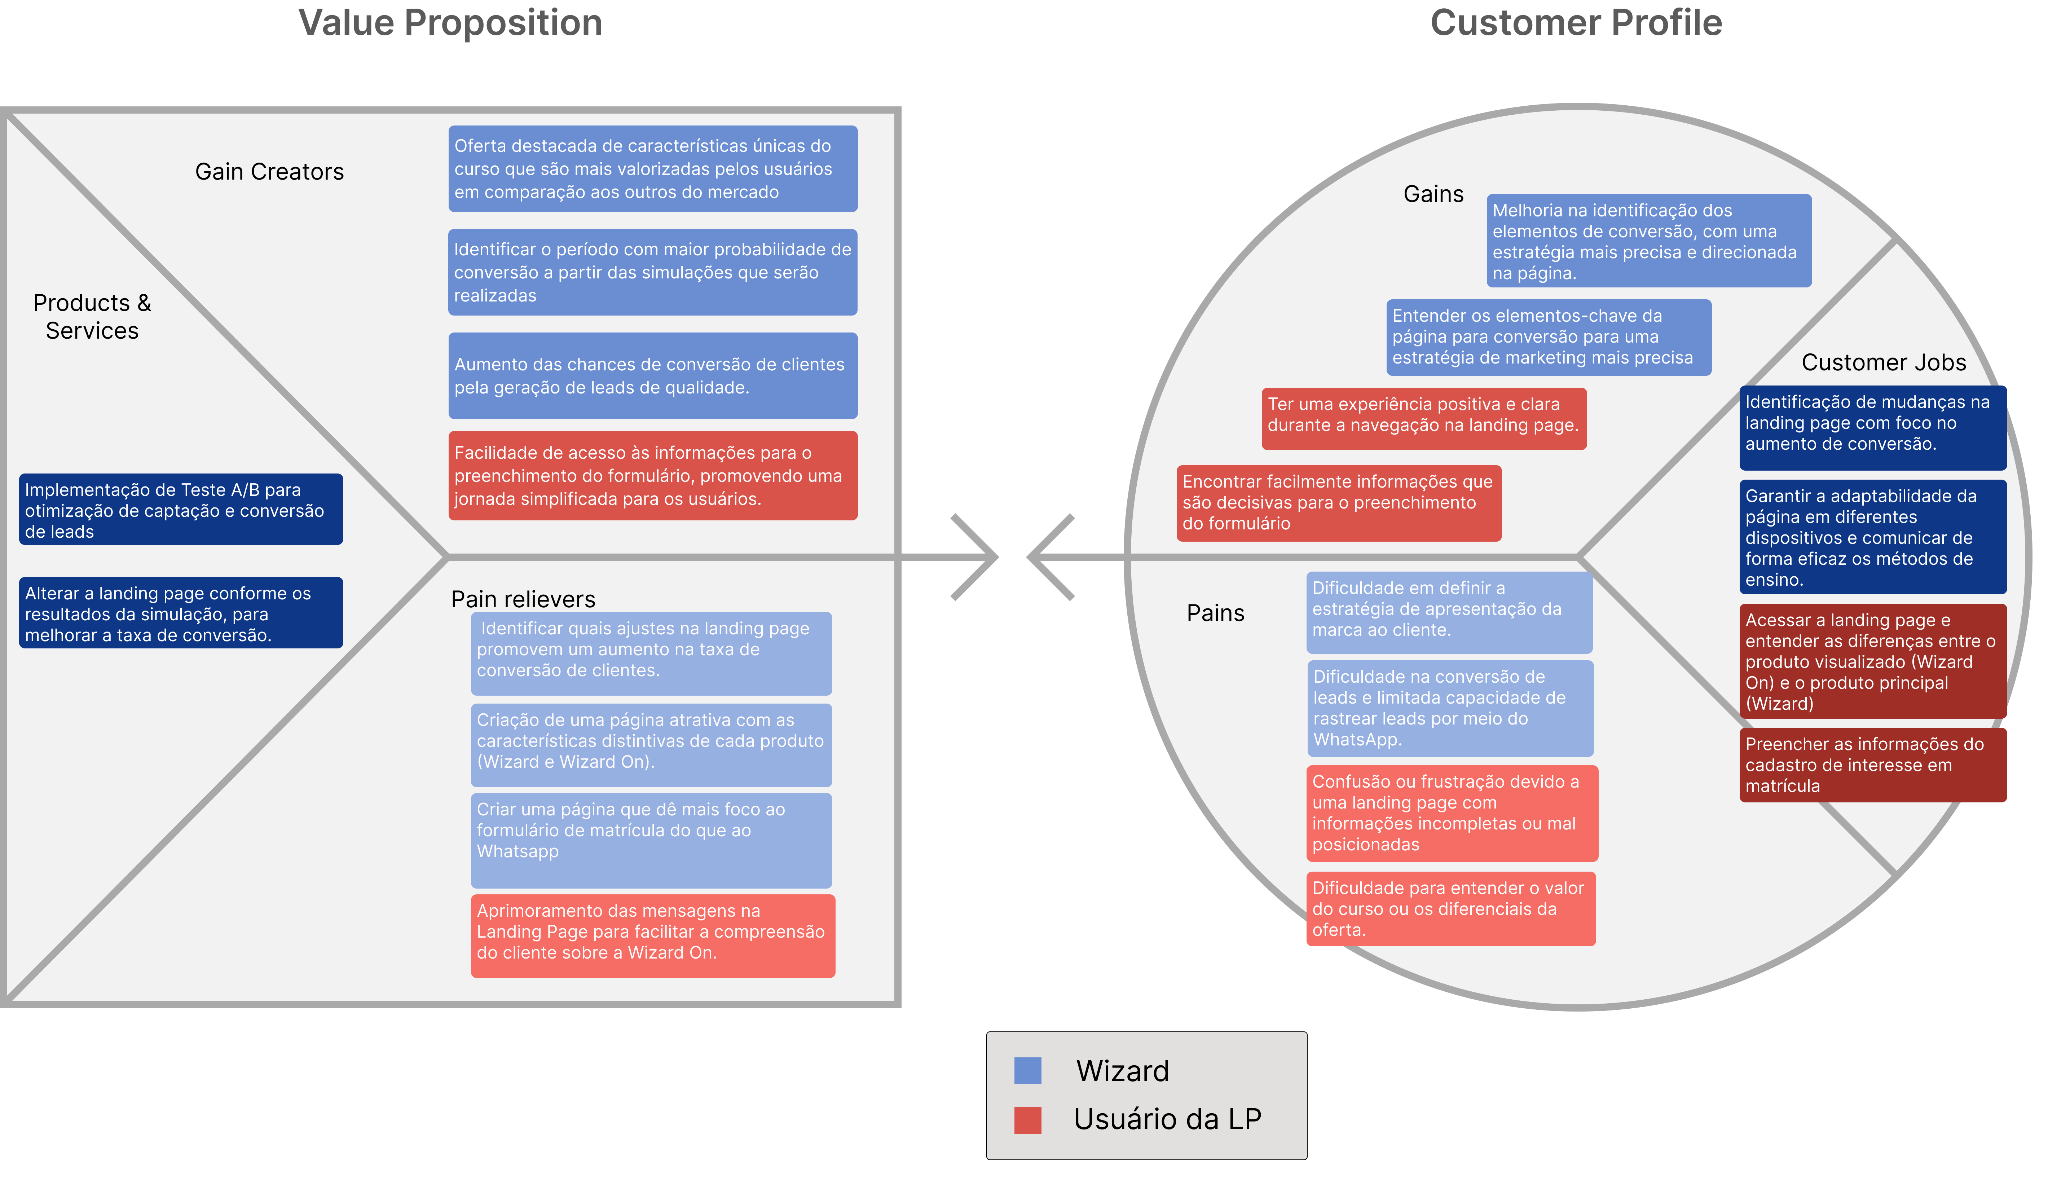 Value Proposition
Customer Profile
Gain Creators
Oferta destacada de características únicas do
curso que são mais valorizadas pelos usuários
em comparação aos outros do mercado
Identificar o período com maior probabilidade de
conversão a partir das simulações que serão
realizadas
Aumento das chances de conversão de clientes
pela geração de leads de qualidade.
Facilidade de acesso às informações para o
preenchimento do formulário, promovendo uma
jornada simplificada para os usuários.
Products &
Services
Implementação de Teste A/B para
otimização de captação e conversão
de leads
Alterar a landing page conforme os
resultados da simulação, para
melhorar a taxa de conversão.
Pain relievers
Identificar quais ajustes na landing page
promovem um aumento na taxa de
conversão de clientes.
Criação de uma página atrativa com as
características distintivas de cada produto
(Wizard e Wizard On).
Criar uma página que dê mais foco ao
formulário de matrícula do que ao
Whatsapp
Aprimoramento das mensagens na
Landing Page para facilitar a compreensão
do cliente sobre a Wizard On.
Gains
Melhoria na identificação dos
elementos de conversão, com uma
estratégia mais precisa e direcionada
na página.
Entender os elementos-chave da
página para conversão para uma
estratégia de marketing mais precisa
Ter uma experiência positiva e clara
durante a navegação na landing page.
Encontrar facilmente informações que
são decisivas para o preenchimento
do formulário
Customer Jobs
Identificação de mudanças na
landing page com foco no
aumento de conversão.
Garantir a adaptabilidade da
página em diferentes
dispositivos e comunicar de
forma eficaz os métodos de
ensino.
Acessar a landing page e
entender as diferenças entre o
produto visualizado (Wizard
On) e o produto principal
(Wizard)
Preencher as informações do
cadastro de interesse em
matrícula
Pains
Dificuldade em definir a
estratégia de apresentação da
marca ao cliente.
Dificuldade na conversão de
leads e limitada capacidade de
rastrear leads por meio do
WhatsApp.
Confusão ou frustração devido a
uma landing page com
informações incompletas ou mal
posicionadas
Dificuldade para entender o valor
do curso ou os diferenciais da
oferta.
Wizard
Usuário da LP